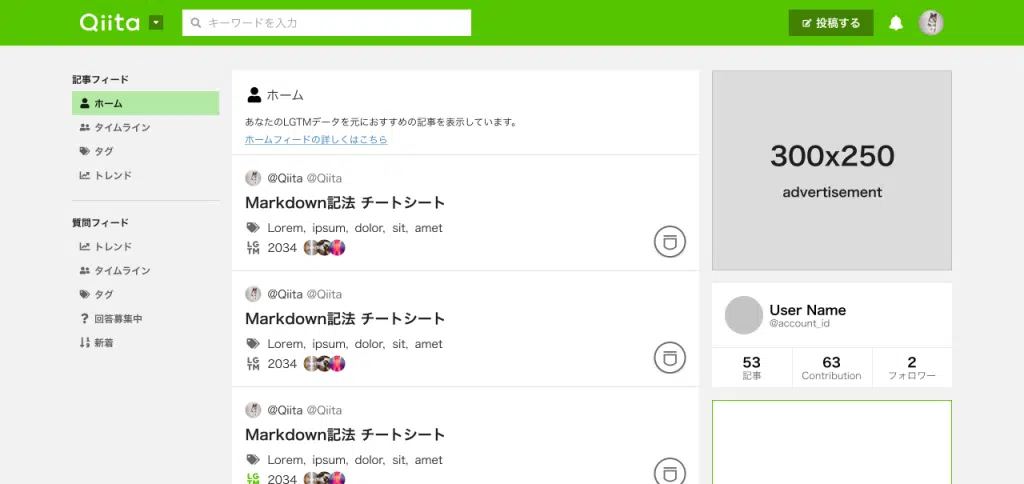 Qiita
キーワードを入力
投稿する
記事フィード
ホーム
タイムライン
タグ
トレンド
質問フィード
トレンド
タイムライン
タグ
回答募集中
新着
ホーム
あなたのLGTMデータを元におすすめの記事を表示しています。
ホームフィードの詳しくはこちら
@Qiita @Qiita
Markdown記法 チートシート
Lorem, ipsum, dolor, sit, amet
LGTM 2034
@Qiita @Qiita
Markdown記法 チートシート
Lorem, ipsum, dolor, sit, amet
LGTM 2034
@Qiita @Qiita
Markdown記法 チートシート
Lorem, ipsum, dolor, sit, amet
LGTM 2034
300x250
advertisement
User Name
@account_id
53 63 2
記事 Contribution フォロワー